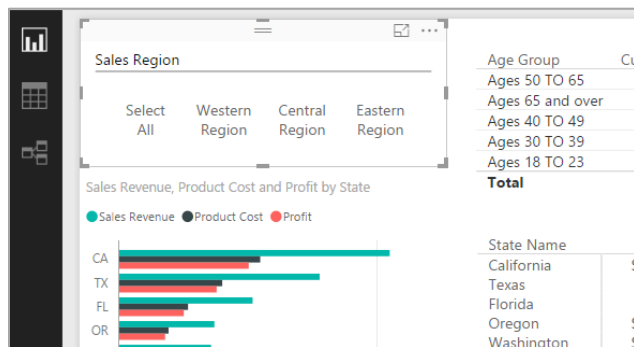 Sales Region
Select All
Western Region
Central Region
Eastern Region
Sales Revenue, Product Cost and Profit by State
Sales Revenue Product Cost Profit
CA
TX
FL
OR
Age Group
Ages 50 TO 65
Ages 65 and over
Ages 40 TO 49
Ages 30 TO 39
Ages 18 TO 23
Total
State Name
California
Texas
Florida
Oregon
Washington